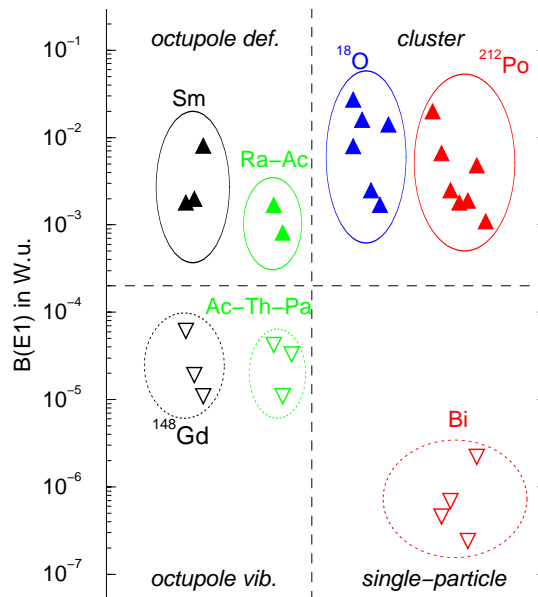 octupole def. cluster
10⁻¹
¹⁸O ²¹²Po
Sm
10⁻²
Ra−Ac
10⁻³
B(E1) in W.u.
10⁻⁴
Ac−Th−Pa
10⁻⁵
¹⁴⁸Gd
Bi
10⁻⁶
10⁻⁷
octupole vib. single−particle